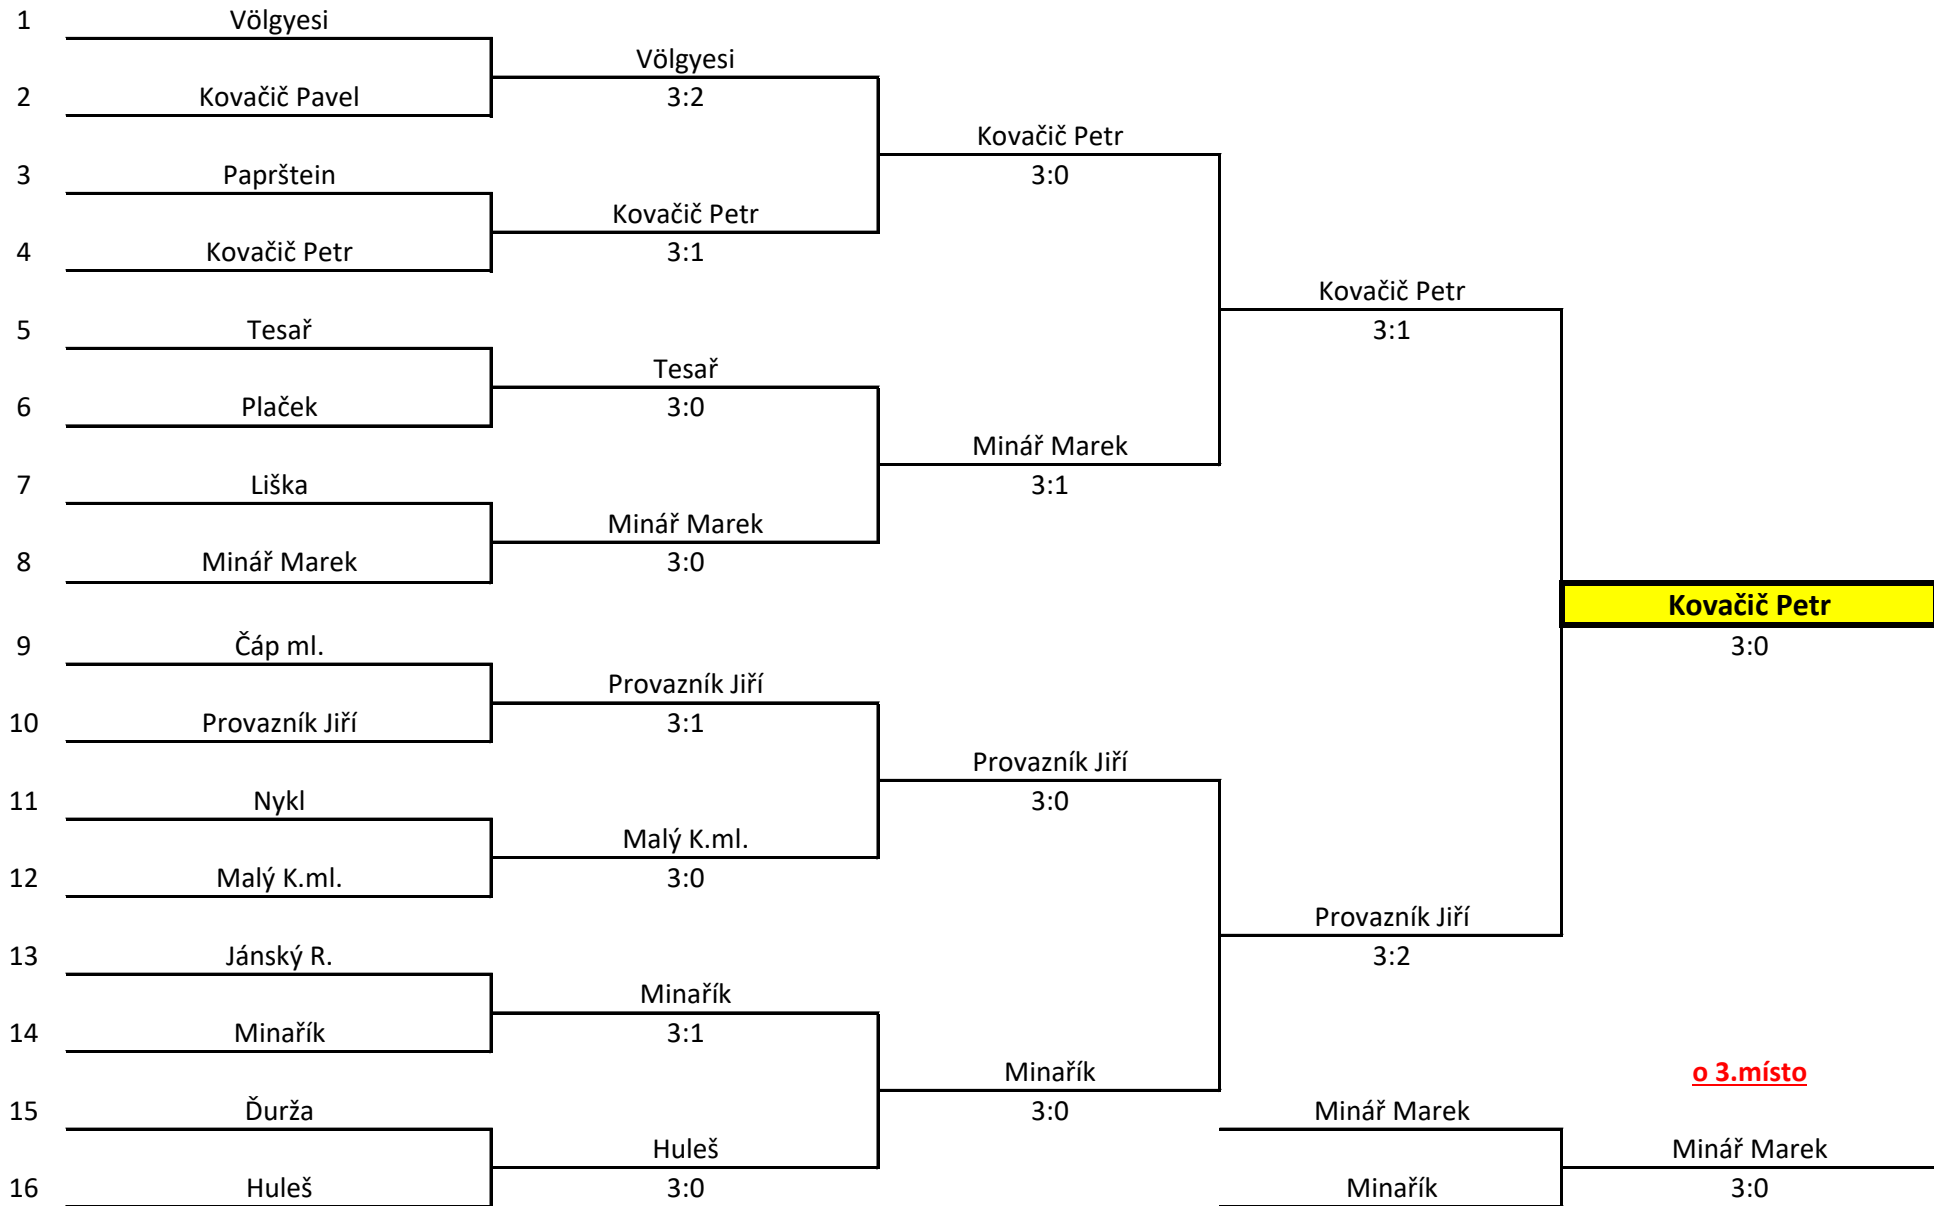 1 Völgyesi
Völgyesi
2 Kovačič Pavel 3:2
Kovačič Petr
3 Paprštein 3:0
Kovačič Petr
4 Kovačič Petr 3:1
Kovačič Petr
5 Tesař 3:1
Tesař
6 Plaček 3:0
Minář Marek
7 Liška 3:1
Minář Marek
8 Minář Marek 3:0
Kovačič Petr
9 Čáp ml. 3:0
Provazník Jiří
10 Provazník Jiří 3:1
Provazník Jiří
11 Nykl 3:0
Malý K.ml.
12 Malý K.ml. 3:0
Provazník Jiří
13 Jánský R. 3:2
Minařík
14 Minařík 3:1
Minařík o 3.místo
15 Ďurža 3:0 Minář Marek
Huleš Minář Marek
16 Huleš 3:0 Minařík 3:0